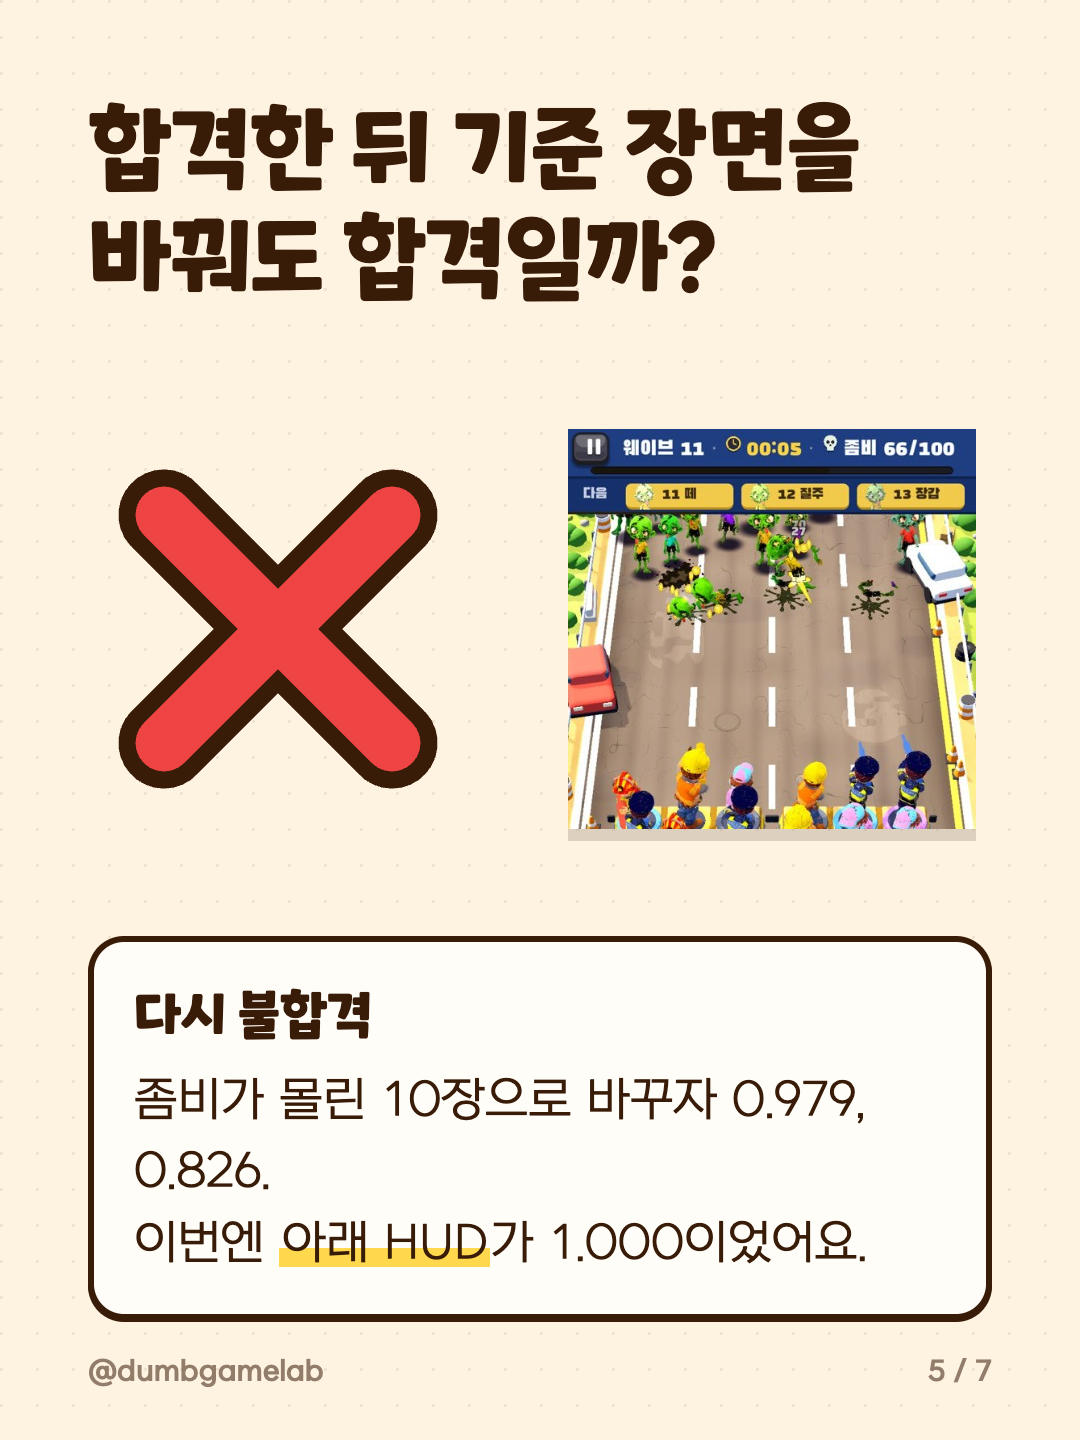 합격한 뒤 기준 장면을
바꿔도 합격일까?
웨이브 11 · 00:05 · 좀비 66/100
다음 11 떼 12 질주 13 장갑
27
다시 불합격
좀비가 몰린 10장으로 바꾸자 0.979,
0.826.
이번엔 아래 HUD가 1.000이었어요.
@dumbgamelab
5 / 7